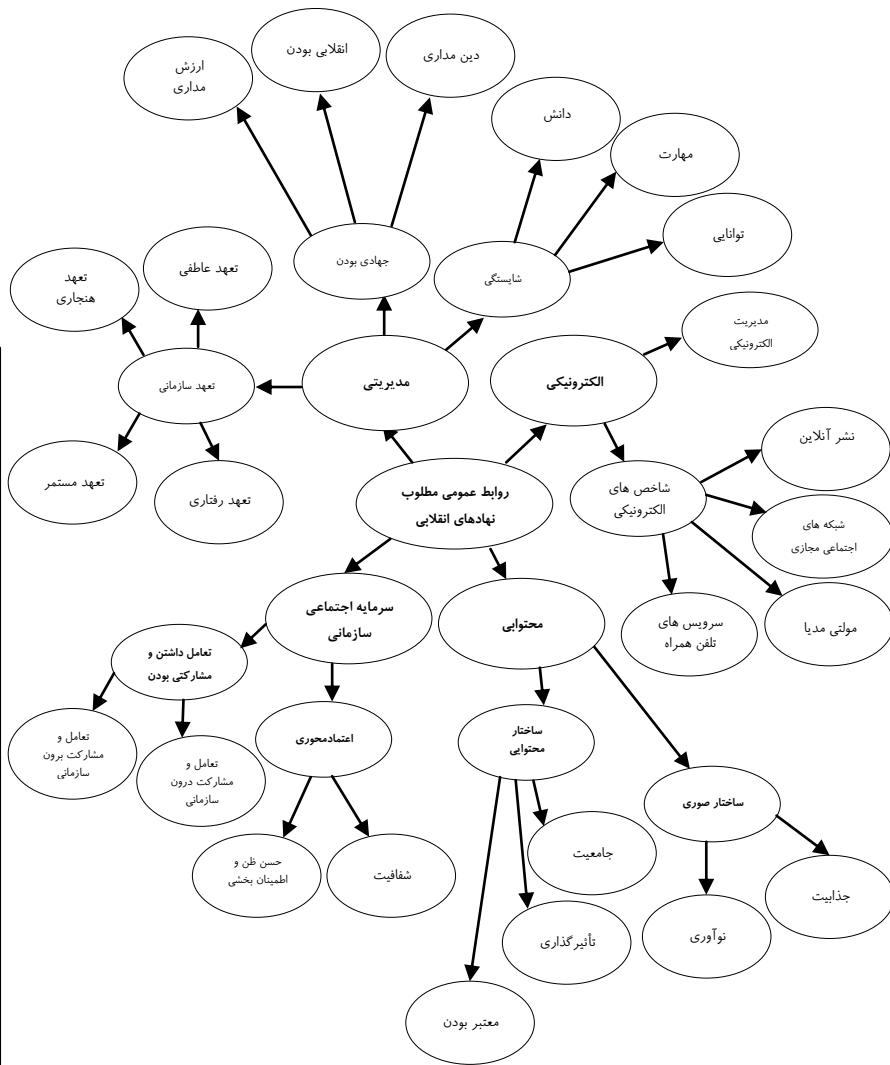 انقلابی بودن
دین مداری
ارزش
مداری
دانش
مهارت
توانایی
جهادی بودن
شایستگی
تعهد عاطفی
تعهد
هنجاری
مدیریت
الکترونیکی
مدیریتی
الکترونیکی
تعهد سازمانی
نشر آنلاین
تعهد مستمر
تعهد رفتاری
روابط عمومی مطلوب
نهادهای انقلابی
شاخص های
الکترونیکی
شبکه های
اجتماعی مجازی
سرمایه اجتماعی
سازمانی
محتوایی
سرویس های
تلفن همراه
مولتی مدیا
تعامل داشتن و
مشارکتی بودن
تعامل و
مشارکت برون
سازمانی
تعامل و
مشارکت درون
سازمانی
اعتمادمحوری
ساختار
محتوایی
ساختار صوری
حسن ظن و
اطمینان بخشی
شفافیت
جامعیت
جذابیت
تأثیرگذاری
نوآوری
معتبر بودن